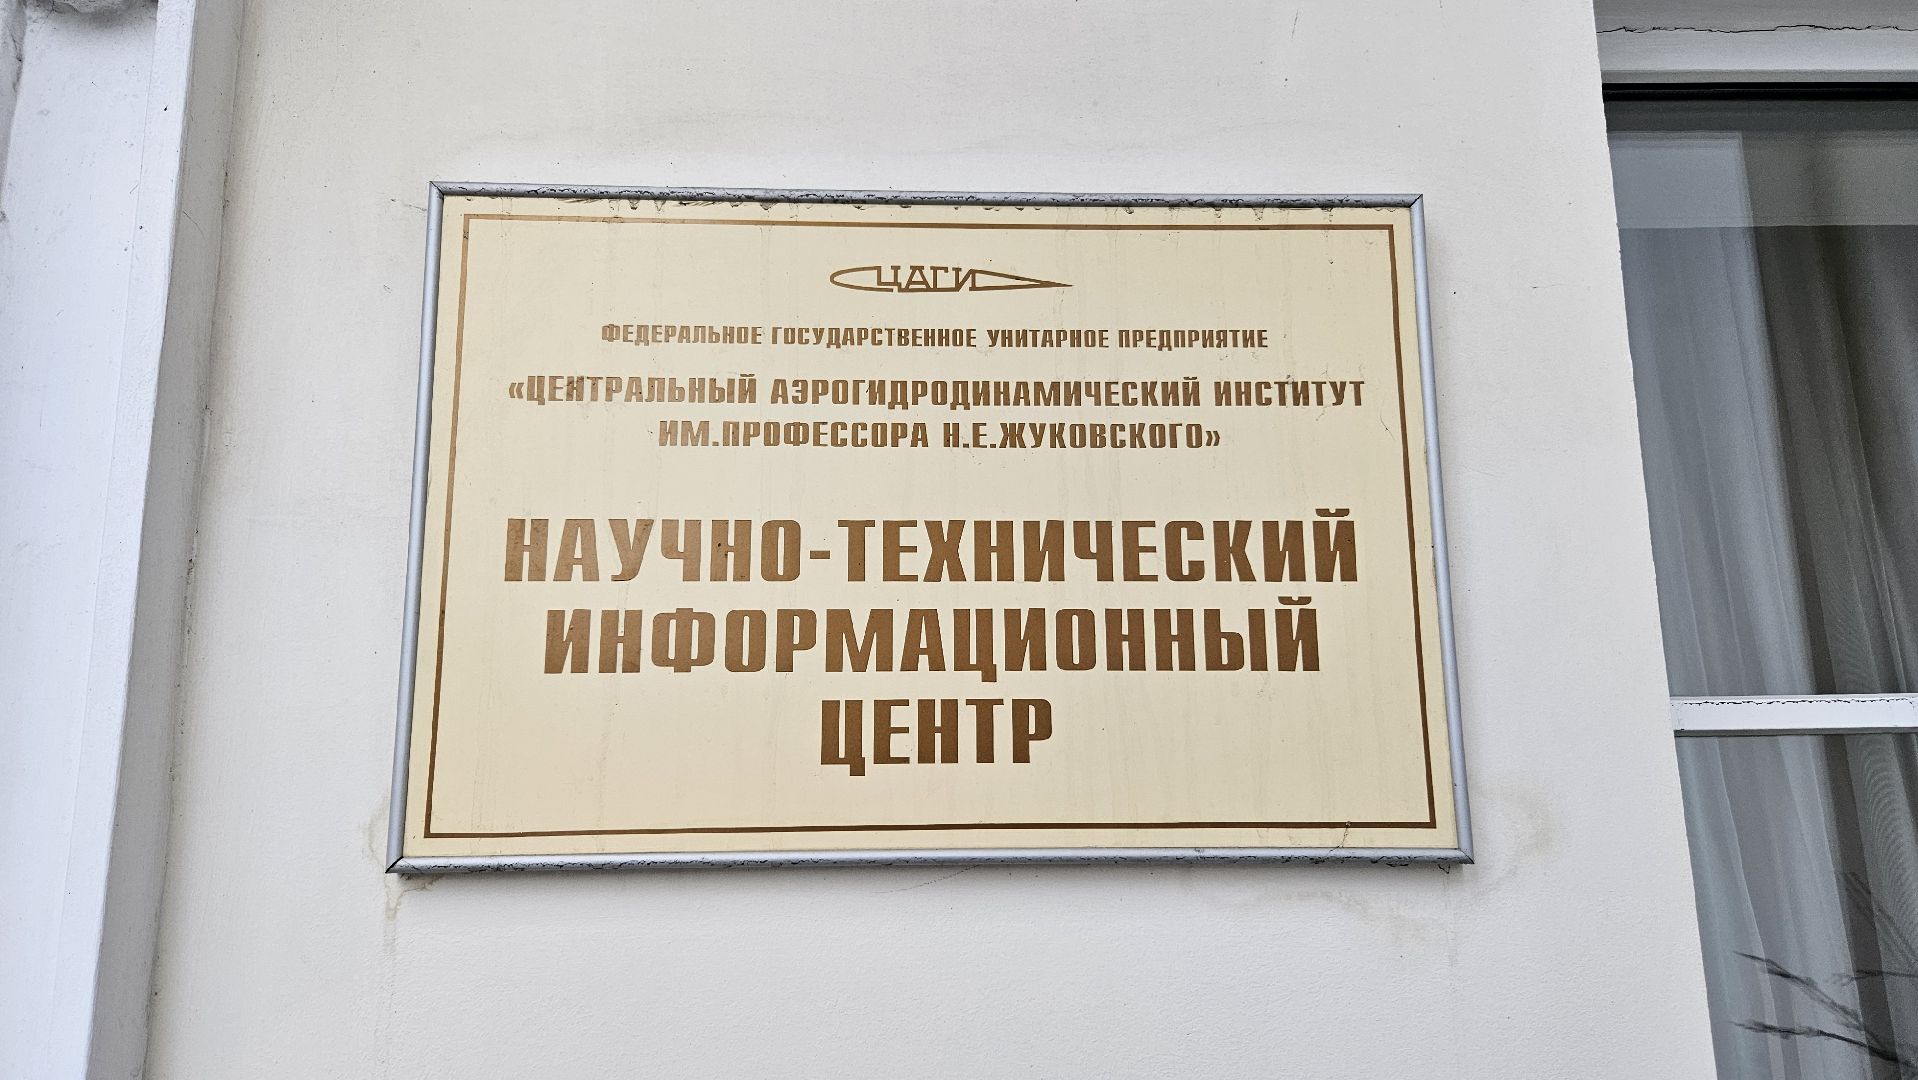 ЦАГИ
ФЕДЕРАЛЬНОЕ ГОСУДАРСТВЕННОЕ УНИТАРНОЕ ПРЕДПРИЯТИЕ
«ЦЕНТРАЛЬНЫЙ АЭРОГИДРОДИНАМИЧЕСКИЙ ИНСТИТУТ
ИМ.ПРОФЕССОРА Н.Е.ЖУКОВСКОГО»
НАУЧНО-ТЕХНИЧЕСКИЙ
ИНФОРМАЦИОННЫЙ
ЦЕНТР